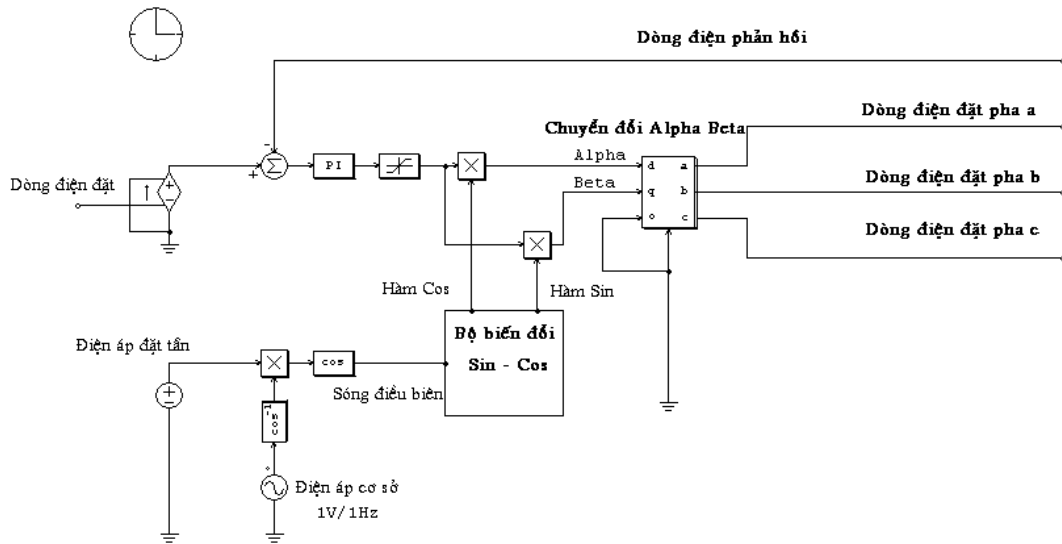 Dòng điện phản hồi
Dòng điện đặt pha a
Chuyển đổi Alpha Beta
-
Σ
+
PI
Alpha
d a
Dòng điện đặt
Beta
q b
Dòng điện đặt pha b
o c
Dòng điện đặt pha c
Hàm Cos
Hàm Sin
Bộ biến đổi
Sin - Cos
Điện áp đặt tần
cos
Sóng điều biên
cos-1
Điện áp cơ sở
1V/1Hz